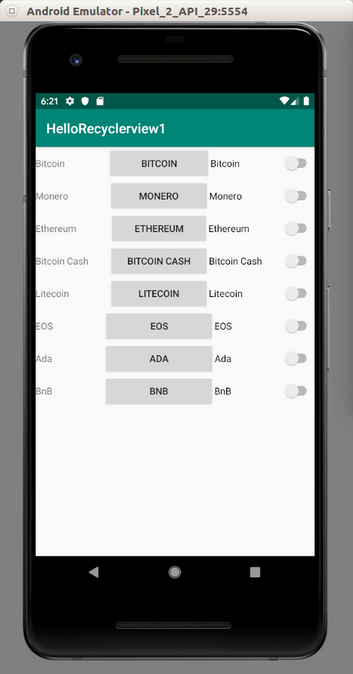 Android Emulator - Pixel_2_API_29:5554
6:21
HelloRecyclerview1
Bitcoin BITCOIN Bitcoin
Monero MONERO Monero
Ethereum ETHEREUM Ethereum
Bitcoin Cash BITCOIN CASH Bitcoin Cash
Litecoin LITECOIN Litecoin
EOS EOS EOS
Ada ADA Ada
BnB BNB BnB